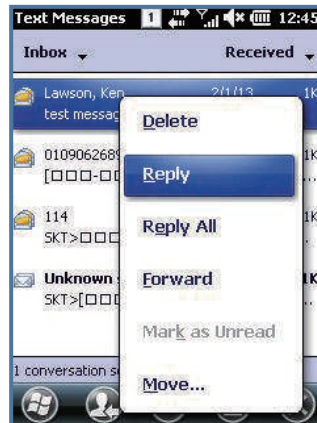 Text Messages 1 12:45
Inbox Received
Lawson, Ken 2/1/13 1K
test messag
Delete
0109062689 1K
[□□□-□□ ...
Reply
114 1K
SKT>□□□
Reply All
Unknown 1K
SKT>[□□□ ...
Forward
Mark as Unread
1 conversation s
Move...